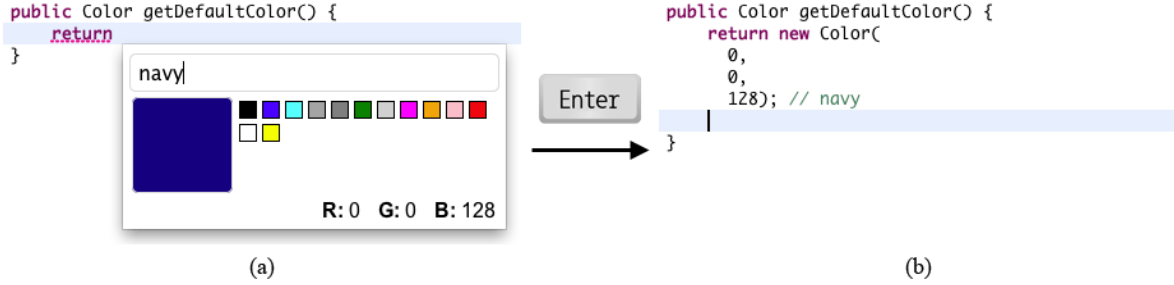 public Color getDefaultColor() {
return
}
navy
R: 0 G: 0 B: 128
(a)
Enter
public Color getDefaultColor() {
return new Color(
0,
0,
128); // navy
}
(b)